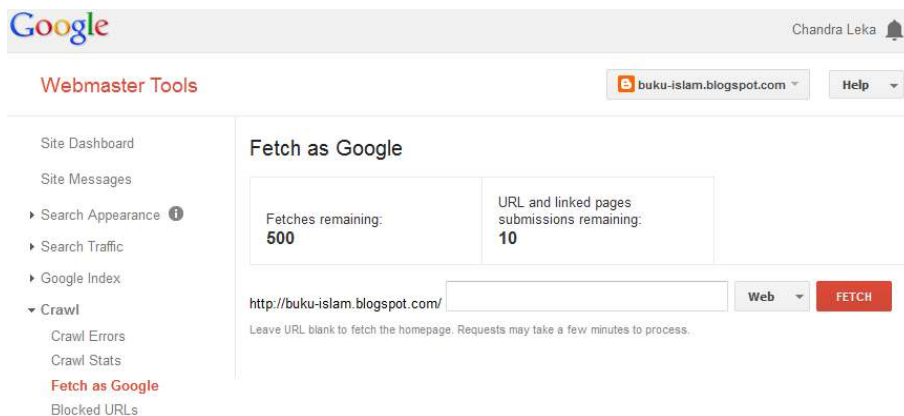 Google
Chandra Leka
Webmaster Tools
buku-islam.blogspot.com
Help
Site Dashboard
Site Messages
Search Appearance
Search Traffic
Google Index
Crawl
Crawl Errors
Crawl Stats
Fetch as Google
Blocked URLs
Fetch as Google
Fetches remaining:
500
URL and linked pages
submissions remaining:
10
http://buku-islam.blogspot.com/
Web
FETCH
Leave URL blank to fetch the homepage. Requests may take a few minutes to process.